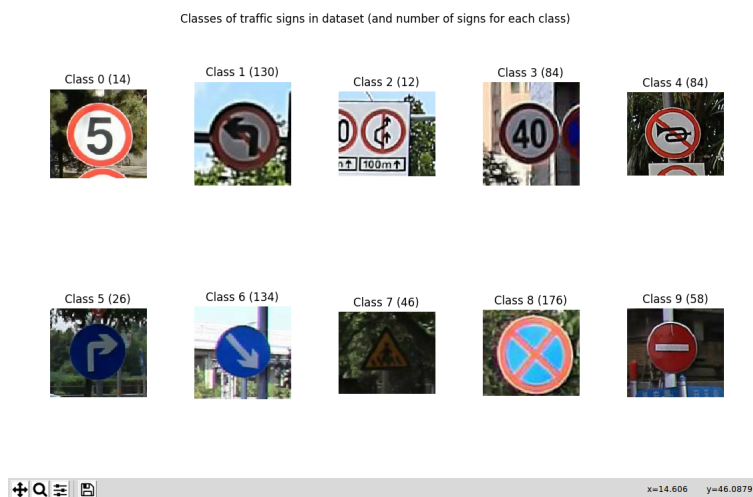 Classes of traffic signs in dataset (and number of signs for each class)
Class 0 (14)
Class 1 (130)
Class 2 (12)
Class 3 (84)
Class 4 (84)
5
0
100m↑
40
Class 5 (26)
Class 6 (134)
Class 7 (46)
Class 8 (176)
Class 9 (58)
x=14.606 y=46.0879